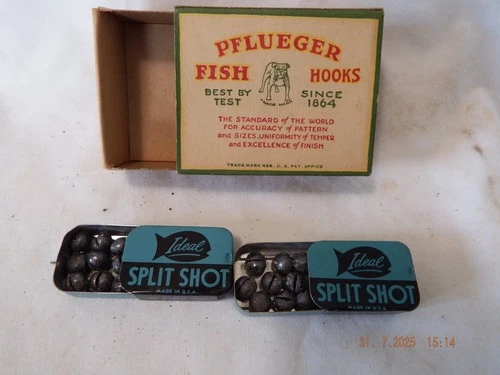 PFLUEGER
FISH HOOKS
BEST BY TEST SINCE 1864
TRADE MARK
THE STANDARD of THE WORLD
FOR ACCURACY of PATTERN
and SIZES, UNIFORMITY of TEMPER
and EXCELLENCE of FINISH
TRADE MARK REG. U. S. PAT. OFFICE
Ideal
SPLIT SHOT
MADE IN U.S.A.
Ideal
SPLIT SHOT
MADE IN U.S.A.
31. 7.2025 15:14